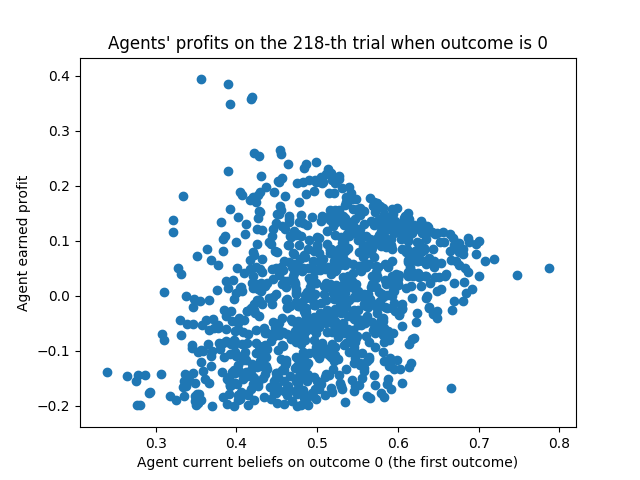 Agents' profits on the 218-th trial when outcome is 0
0.4
0.3
0.2
0.1
0.0
−0.1
−0.2
Agent earned profit
0.3 0.4 0.5 0.6 0.7 0.8
Agent current beliefs on outcome 0 (the first outcome)